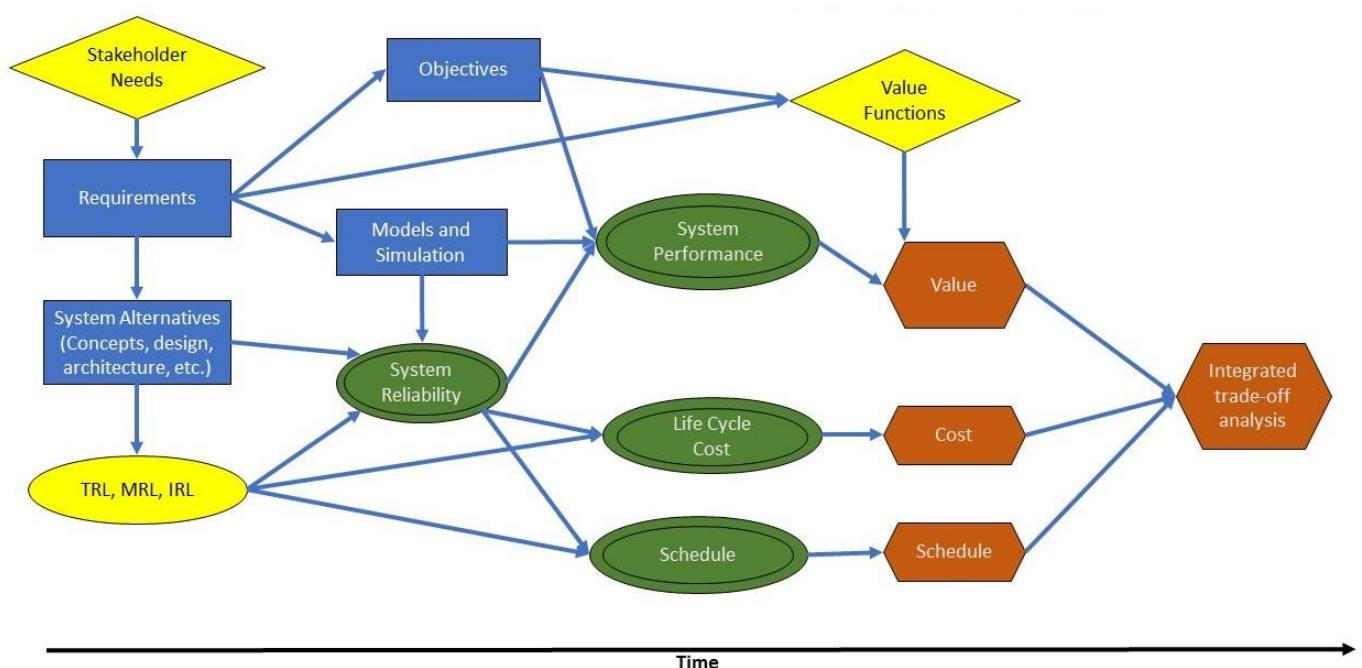 Stakeholder
Needs
Objectives
Value
Functions
Requirements
Models and
Simulation
System
Performance
Value
System Alternatives
(Concepts, design,
architecture, etc.)
System
Reliability
Integrated
trade-off
analysis
Life Cycle
Cost
Cost
TRL, MRL, IRL
Schedule
Schedule
Time